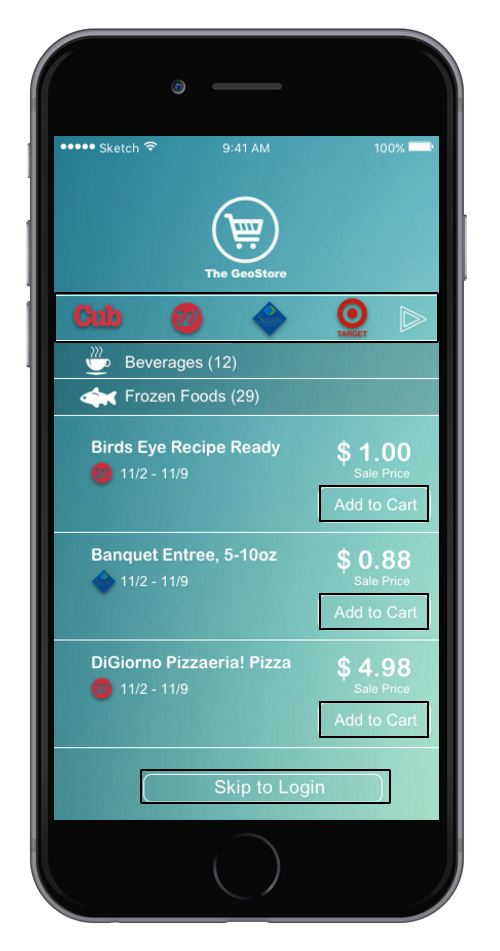 Sketch 9:41 AM 100%
The GeoStore
Cub TARGET
Beverages (12)
Frozen Foods (29)
Birds Eye Recipe Ready $ 1.00
11/2 - 11/9 Sale Price
Add to Cart
Banquet Entree, 5-10oz $ 0.88
11/2 - 11/9 Sale Price
Add to Cart
DiGiorno Pizzaeria! Pizza $ 4.98
11/2 - 11/9 Sale Price
Add to Cart
Skip to Login